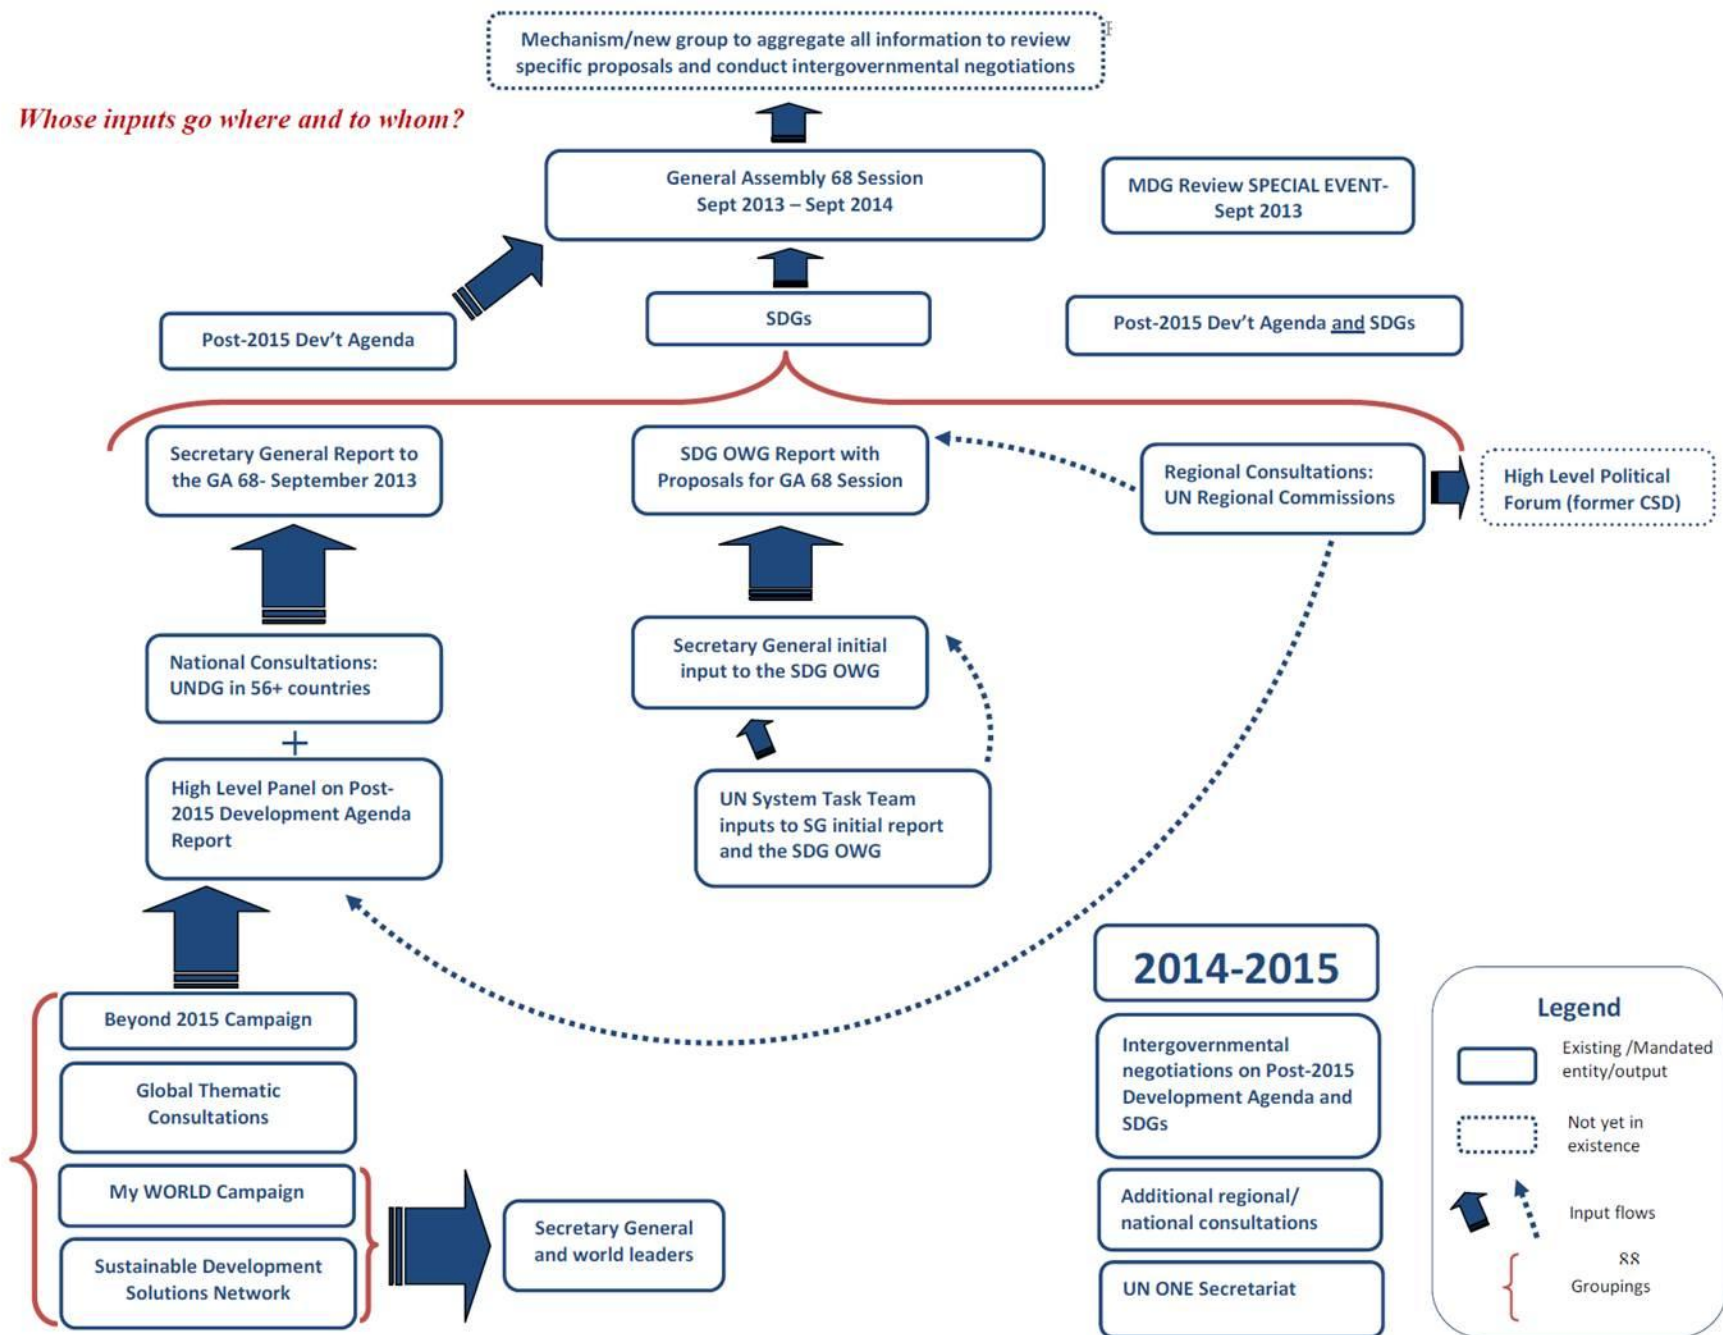 Mechanism/new group to aggregate all information to review
specific proposals and conduct intergovernmental negotiations
Whose inputs go where and to whom?
General Assembly 68 Session
Sept 2013 – Sept 2014
MDG Review SPECIAL EVENT-
Sept 2013
Post-2015 Dev't Agenda
SDGs
Post-2015 Dev't Agenda and SDGs
Secretary General Report to
the GA 68- September 2013
SDG OWG Report with
Proposals for GA 68 Session
Regional Consultations:
UN Regional Commissions
High Level Political
Forum (former CSD)
National Consultations:
UNDG in 56+ countries
+
High Level Panel on Post-
2015 Development Agenda
Report
Secretary General initial
input to the SDG OWG
UN System Task Team
inputs to SG initial report
and the SDG OWG
Beyond 2015 Campaign
Global Thematic
Consultations
My WORLD Campaign
Sustainable Development
Solutions Network
Secretary General
and world leaders
2014-2015
Intergovernmental
negotiations on Post-2015
Development Agenda and
SDGs
Additional regional/
national consultations
UN ONE Secretariat
Legend
Existing /Mandated
entity/output
Not yet in
existence
Input flows
88
Groupings